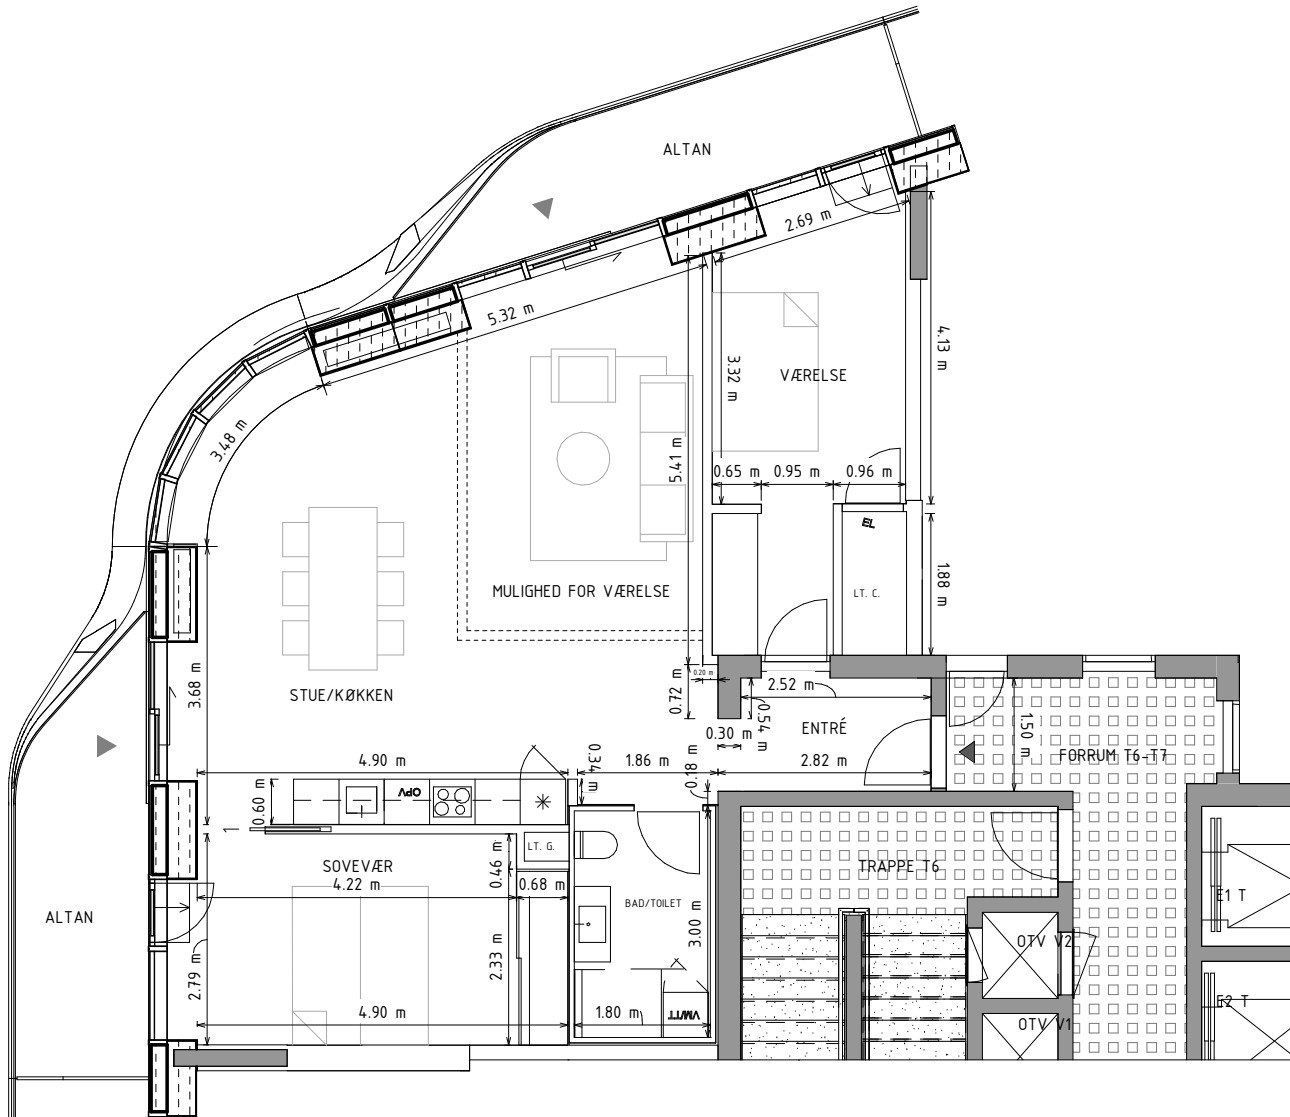 ALTAN
2.69 m
5.32 m
4.13 m
3.32 m
VÆRELSE
3.48 m
5.41 m
0.65 m
0.95 m
0.96 m
EL
LT. C.
1.88 m
MULIGHED FOR VÆRELSE
3.68 m
STUE/KØKKEN
0.72 m
0.20 m
2.52 m
0.54 m
0.30 m
ENTRÉ
1.50 m
FORRUM T6-T7
4.90 m
0.34 m
1.86 m
0.18 m
2.82 m
0.60 m
OPV
1
SOVEVÆR
4.22 m
0.46 m
LT. G.
0.68 m
BAD/TOILET
3.00 m
TRAPPE T6
E1 T
ALTAN
2.79 m
2.33 m
OTV V2
4.90 m
1.80 m
VM/TT
OTV V1
E2 T